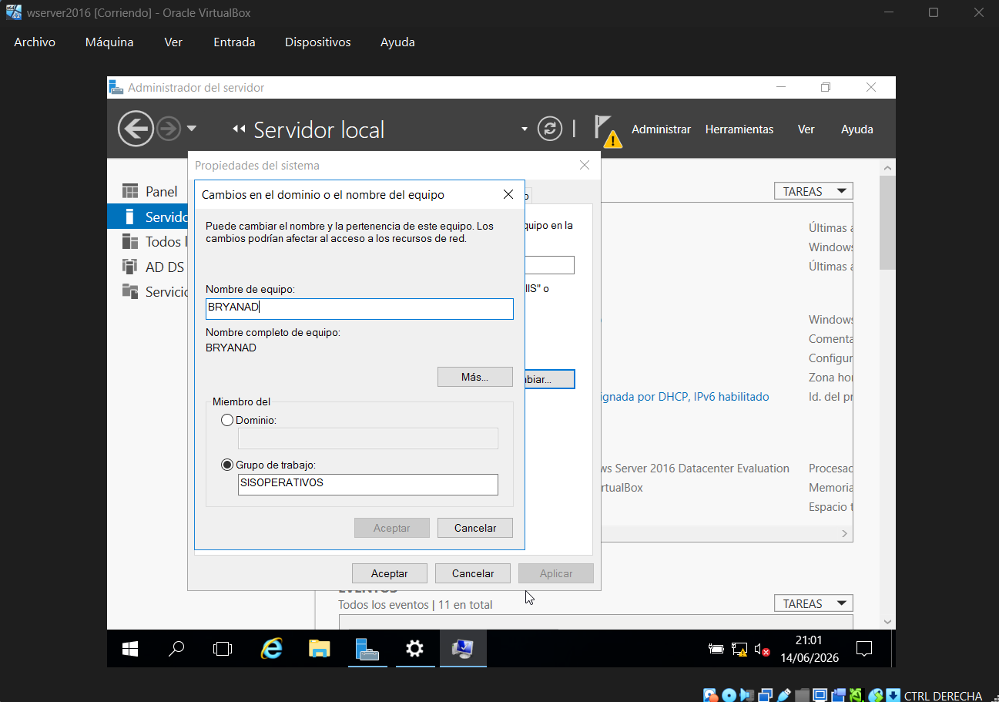 wserver2016 [Corriendo] - Oracle VirtualBox
Archivo Máquina Ver Entrada Dispositivos Ayuda
Administrador del servidor
Servidor local
Administrar Herramientas Ver Ayuda
Propiedades del sistema
Cambios en el dominio o el nombre del equipo
Panel
TAREAS
Puede cambiar el nombre y la pertenencia de este equipo. Los
cambios podrían afectar al acceso a los recursos de red.
quipo en la
Todos l
Últimas a
Windows
Últimas a
AD DS
Nombre de equipo:
BRYANAD
Nombre completo de equipo:
BRYANAD
IIS" o
Servicio
Windows
Comenta
Configur
Zona hor
Más...
biar...
Miembro del
ignada por DHCP, IPv6 habilitado
Id. del pr
Dominio:
Grupo de trabajo:
SISOPERATIVOS
ws Server 2016 Datacenter Evaluation
Procesad
rtualBox
Memoria
Espacio t
Aceptar Cancelar
Aceptar Cancelar Aplicar
EVENTOS
Todos los eventos | 11 en total
TAREAS
21:01
14/06/2026
CTRL DERECHA